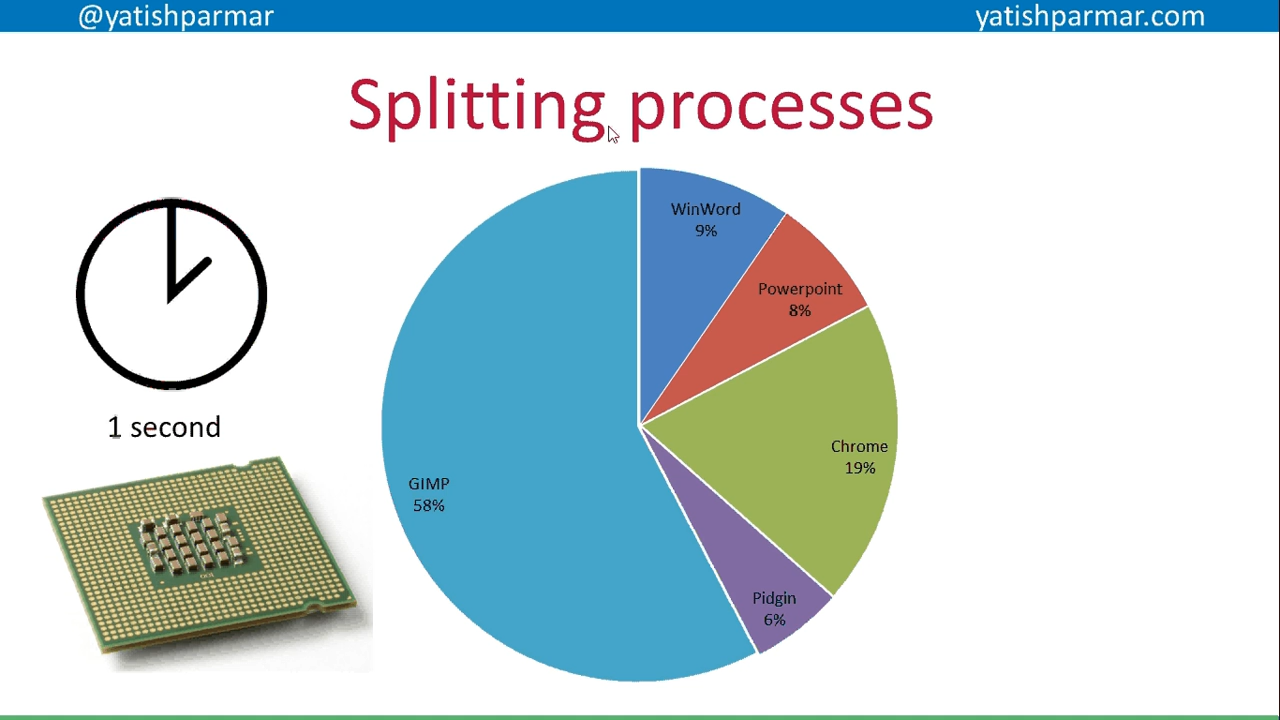 @yatishparmar
yatishparmar.com
Splitting processes
WinWord
9%
Powerpoint
8%
Chrome
19%
GIMP
58%
Pidgin
6%
1 second